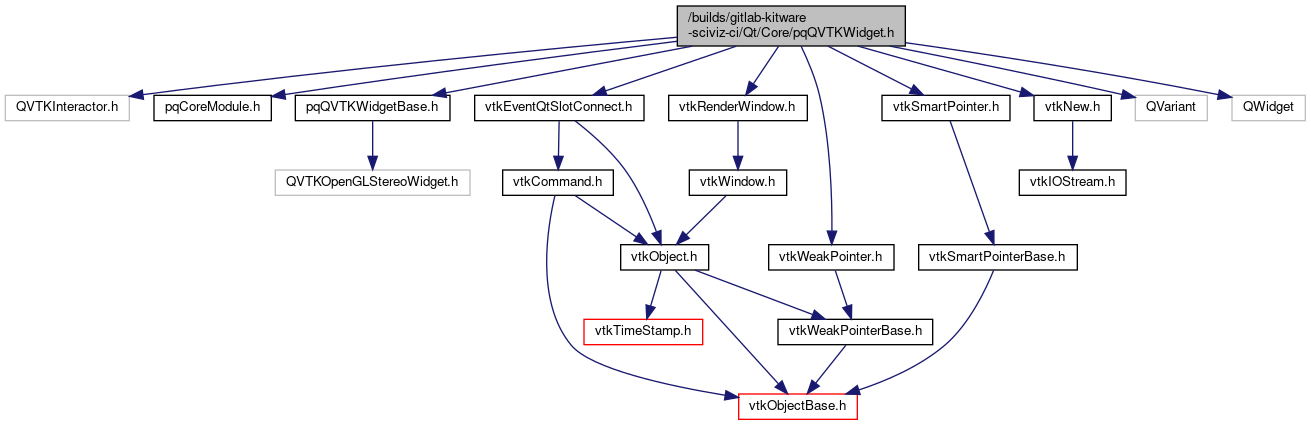 /builds/gitlab-kitware
-sciviz-ci/Qt/Core/pqQVTKWidget.h
QVTKInteractor.h
pqCoreModule.h
pqQVTKWidgetBase.h
vtkEventQtSlotConnect.h
vtkRenderWindow.h
vtkSmartPointer.h
vtkNew.h
QVariant
QWidget
QVTKOpenGLStereoWidget.h
vtkCommand.h
vtkWindow.h
vtkIOStream.h
vtkObject.h
vtkWeakPointer.h
vtkSmartPointerBase.h
vtkTimeStamp.h
vtkWeakPointerBase.h
vtkObjectBase.h